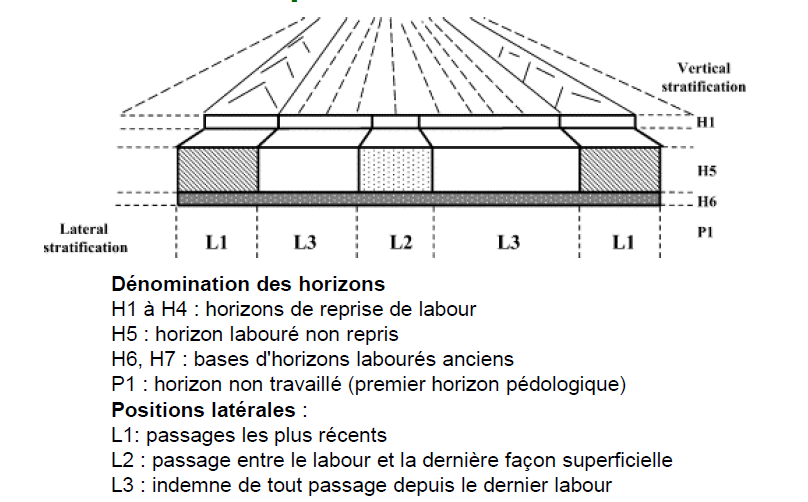 Vertical
stratification
H1
H5
H6
Lateral
stratification
L1 L3 L2 L3 L1 P1
Dénomination des horizons
H1 à H4 : horizons de reprise de labour
H5 : horizon labouré non repris
H6, H7 : bases d'horizons labourés anciens
P1 : horizon non travaillé (premier horizon pédologique)
Positions latérales :
L1: passages les plus récents
L2 : passage entre le labour et la dernière façon superficielle
L3 : indemne de tout passage depuis le dernier labour